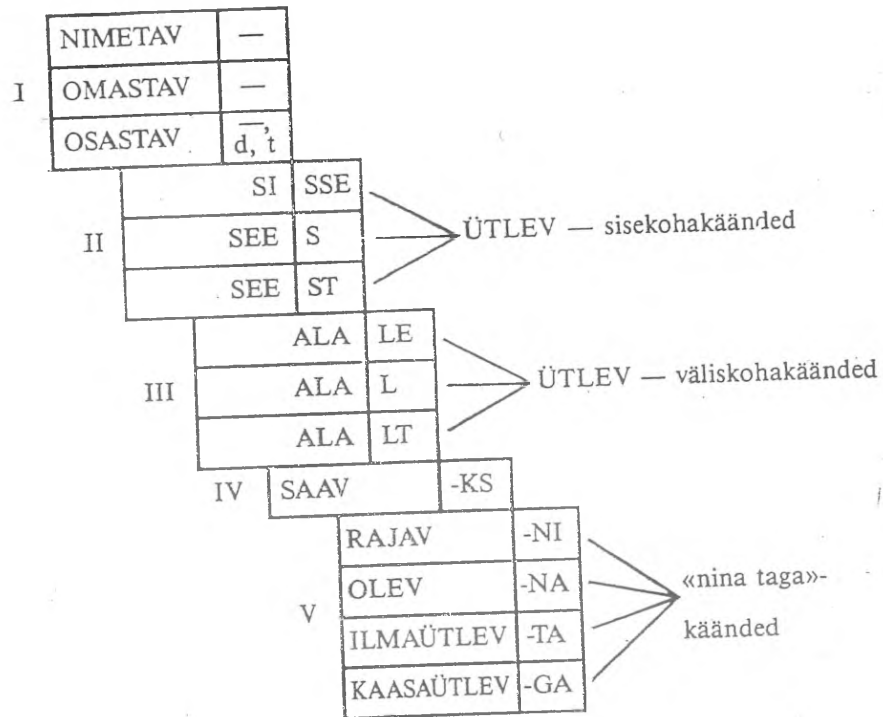 NIMETAV —
I OMASTAV —
OSASTAV —, d, t
SI SSE
II SEE S ÜTLEV — sisekohakäänded
SEE ST
ALA LE
III ALA L ÜTLEV — väliskohakäänded
ALA LT
IV SAAV -KS
RAJAV -NI
OLEV -NA «nina taga»-
V
ILMAÜTLEV -TA käänded
KAASAÜTLEV -GA